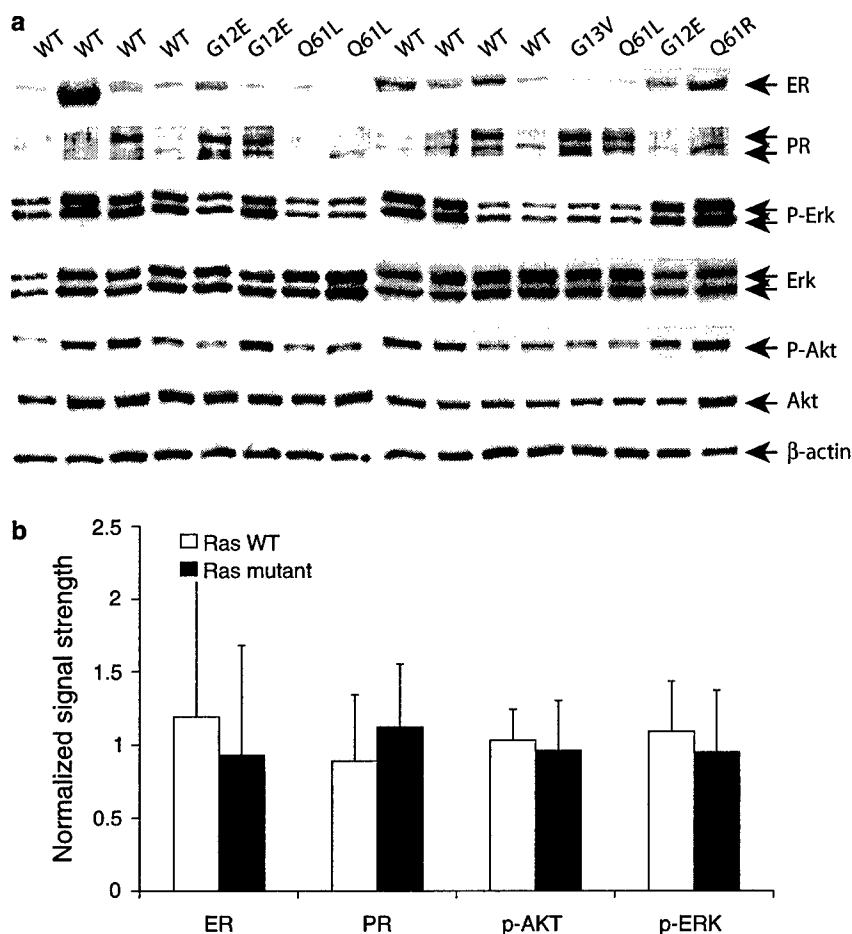 a
WT WT WT WT G12E G12E Q61L Q61L WT WT WT WT G13V Q61L G12E Q61R
ER
PR
P-Erk
Erk
P-Akt
Akt
β-actin
b
Normalized signal strength
2.5
2
1.5
1
0.5
0
Ras WT
Ras mutant
ER PR p-AKT p-ERK